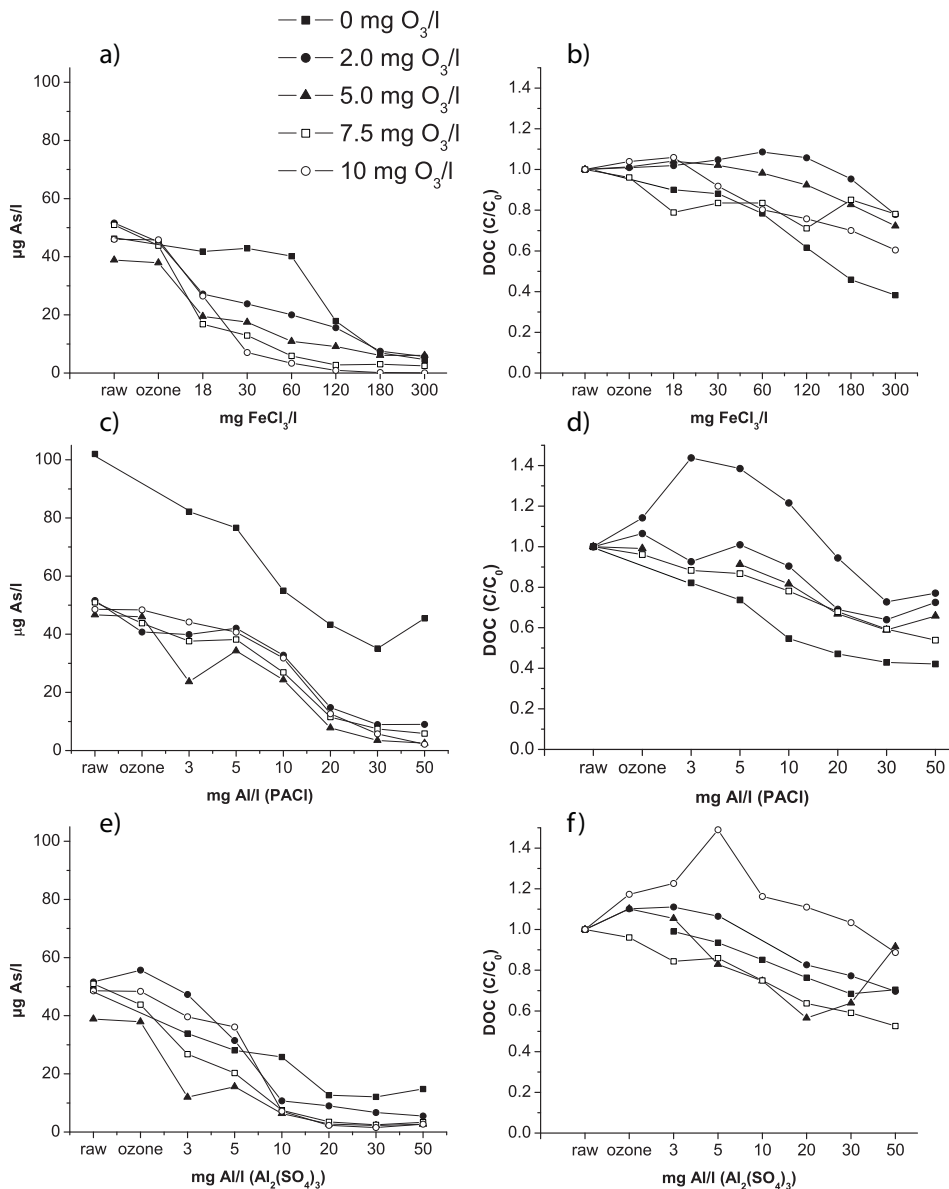 0 mg O₃/l
2.0 mg O₃/l
5.0 mg O₃/l
7.5 mg O₃/l
10 mg O₃/l
a)
100
80
60
40
20
0
µg As/l
raw ozone 18 30 60 120 180 300
mg FeCl₃/l
b)
1.4
1.2
1.0
0.8
0.6
0.4
0.2
0.0
DOC (C/C₀)
raw ozone 18 30 60 120 180 300
mg FeCl₃/l
c)
100
80
60
40
20
0
µg As/l
raw ozone 3 5 10 20 30 50
mg Al/l (PACl)
d)
1.4
1.2
1.0
0.8
0.6
0.4
0.2
0.0
DOC (C/C₀)
raw ozone 3 5 10 20 30 50
mg Al/l (PACl)
e)
100
80
60
40
20
0
µg As/l
raw ozone 3 5 10 20 30 50
mg Al/l (Al₂(SO₄)₃)
f)
1.4
1.2
1.0
0.8
0.6
0.4
0.2
0.0
DOC (C/C₀)
raw ozone 3 5 10 20 30 50
mg Al/l (Al₂(SO₄)₃)